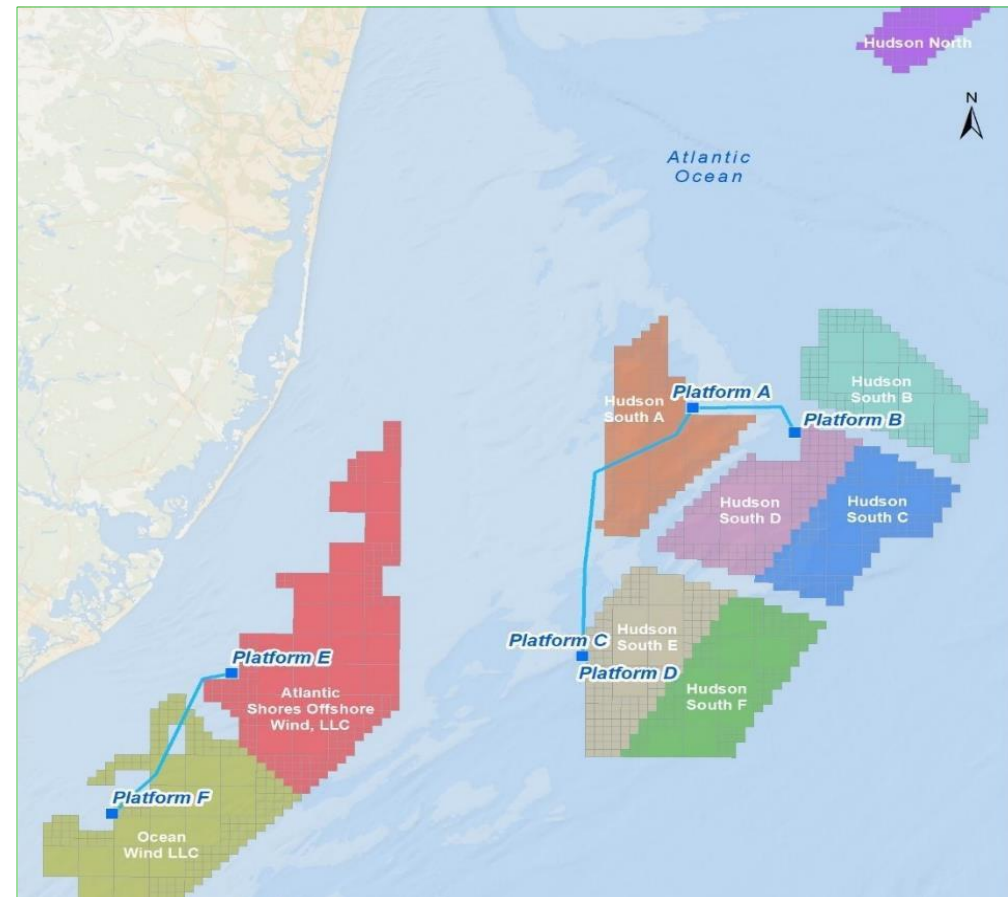 Hudson North
N
Atlantic
Ocean
Hudson
South B
Platform A
Hudson
South A
Platform B
Hudson
South D
Hudson
South C
Platform C
Hudson
South E
Platform D
Platform E
Atlantic
Shores Offshore
Wind, LLC
Hudson
South F
Platform F
Ocean
Wind LLC